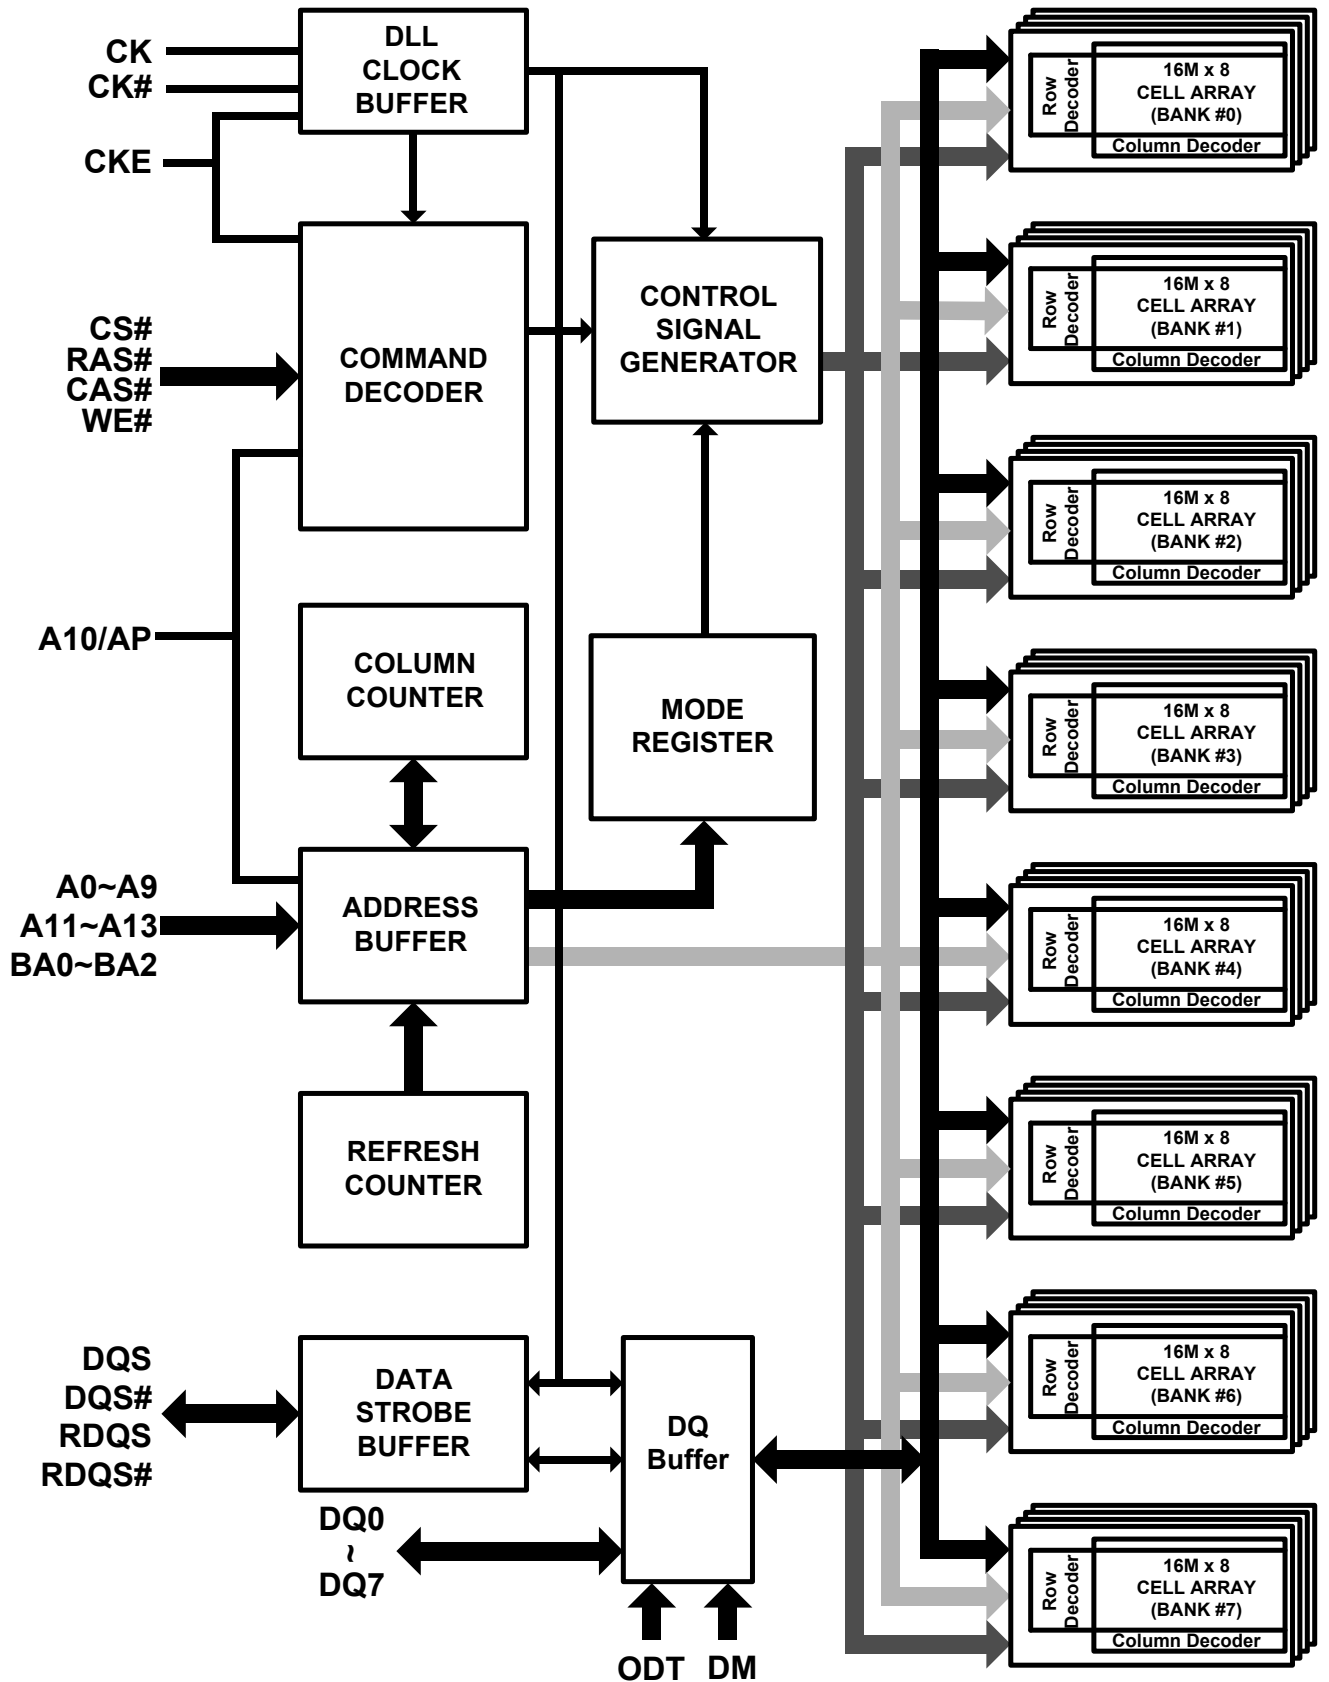 CK
CK#
CKE
CS#
RAS#
CAS#
WE#
A10/AP
A0~A9
A11~A13
BA0~BA2
DQS
DQS#
RDQS
RDQS#
DQ0
~
DQ7
DLL
CLOCK
BUFFER
COMMAND
DECODER
COLUMN
COUNTER
ADDRESS
BUFFER
REFRESH
COUNTER
DATA
STROBE
BUFFER
CONTROL
SIGNAL
GENERATOR
MODE
REGISTER
DQ
Buffer
ODT
DM
Row
Decoder
16M x 8
CELL ARRAY
(BANK #0)
Column Decoder
Row
Decoder
16M x 8
CELL ARRAY
(BANK #1)
Column Decoder
Row
Decoder
16M x 8
CELL ARRAY
(BANK #2)
Column Decoder
Row
Decoder
16M x 8
CELL ARRAY
(BANK #3)
Column Decoder
Row
Decoder
16M x 8
CELL ARRAY
(BANK #4)
Column Decoder
Row
Decoder
16M x 8
CELL ARRAY
(BANK #5)
Column Decoder
Row
Decoder
16M x 8
CELL ARRAY
(BANK #6)
Column Decoder
Row
Decoder
16M x 8
CELL ARRAY
(BANK #7)
Column Decoder